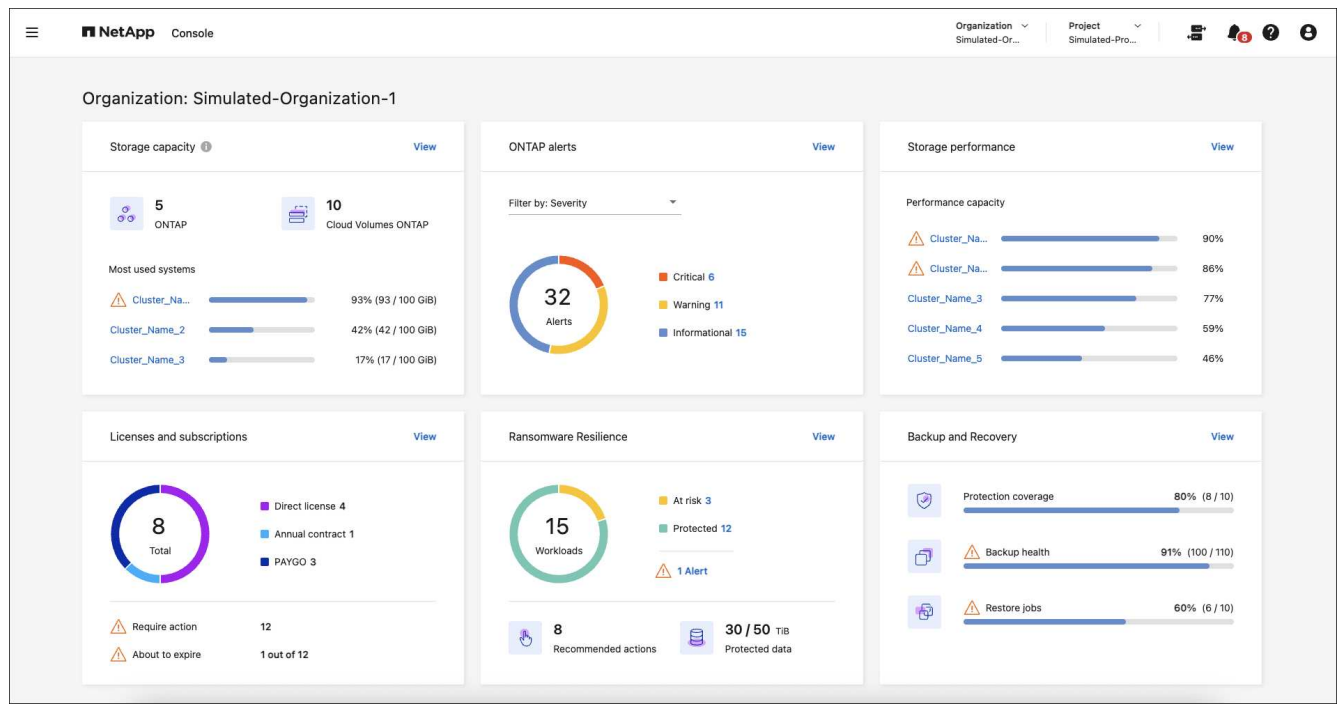 NetApp Console
Organization
Simulated-Or...
Project
Simulated-Pro...
8
Organization: Simulated-Organization-1
Storage capacity View
5
ONTAP
10
Cloud Volumes ONTAP
Most used systems
Cluster_Na... 93% (93 / 100 GiB)
Cluster_Name_2 42% (42 / 100 GiB)
Cluster_Name_3 17% (17 / 100 GiB)
ONTAP alerts View
Filter by: Severity
32
Alerts
Critical 6
Warning 11
Informational 15
Storage performance View
Performance capacity
Cluster_Na... 90%
Cluster_Na... 86%
Cluster_Name_3 77%
Cluster_Name_4 59%
Cluster_Name_5 46%
Licenses and subscriptions View
8
Total
Direct license 4
Annual contract 1
PAYGO 3
Require action 12
About to expire 1 out of 12
Ransomware Resilience View
15
Workloads
At risk 3
Protected 12
1 Alert
8
Recommended actions
30 / 50 TiB
Protected data
Backup and Recovery View
Protection coverage 80% (8 / 10)
Backup health 91% (100 / 110)
Restore jobs 60% (6 / 10)